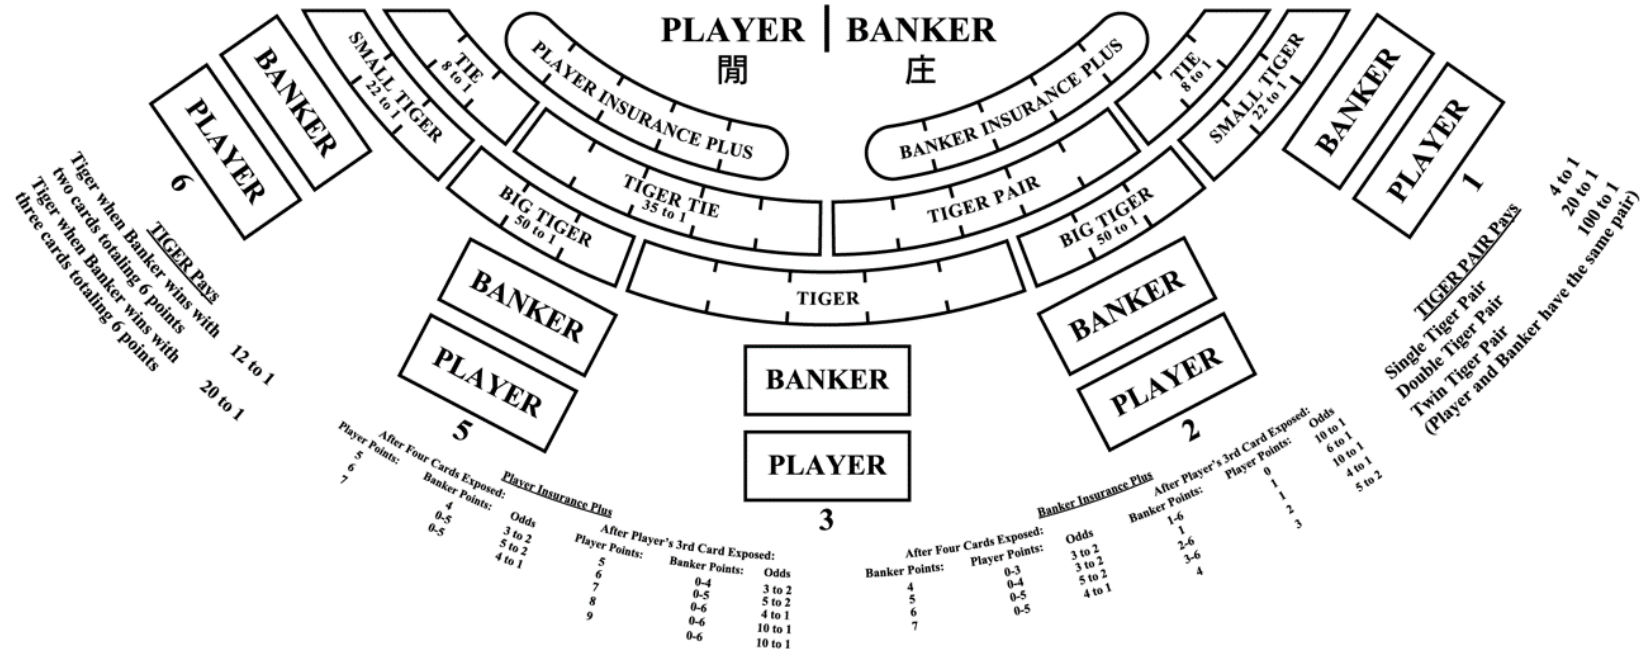 PLAYER | BANKER
閒 庄
PLAYER INSURANCE PLUS
BANKER INSURANCE PLUS
TIE
8 to 1
TIE
8 to 1
SMALL TIGER
22 to 1
SMALL TIGER
22 to 1
TIGER TIE
35 to 1
TIGER PAIR
BIG TIGER
50 to 1
BIG TIGER
50 to 1
TIGER
BANKER
PLAYER
6
BANKER
PLAYER
5
BANKER
PLAYER
3
BANKER
PLAYER
2
BANKER
PLAYER
1
TIGER Pays
Tiger when Banker wins with
two cards totaling 6 points 12 to 1
Tiger when Banker wins with
three cards totaling 6 points 20 to 1
Player Insurance Plus
After Four Cards Exposed:
Player Points: Banker Points: Odds
5 4 3 to 2
6 0-5 5 to 2
7 0-5 4 to 1
After Player's 3rd Card Exposed:
Player Points: Banker Points: Odds
5 0-4 3 to 2
6 0-5 5 to 2
7 0-6 4 to 1
8 0-6 10 to 1
9 0-6 10 to 1
Banker Insurance Plus
After Four Cards Exposed:
Banker Points: Player Points: Odds
4 0-3 3 to 2
5 0-4 3 to 2
6 0-5 5 to 2
7 0-5 4 to 1
After Player's 3rd Card Exposed:
Banker Points: Player Points: Odds
1-6 0 10 to 1
1 1 6 to 1
2-6 1 10 to 1
3-6 2 4 to 1
4 3 5 to 2
TIGER PAIR Pays
Single Tiger Pair 4 to 1
Double Tiger Pair 20 to 1
Twin Tiger Pair 100 to 1
(Player and Banker have the same pair)